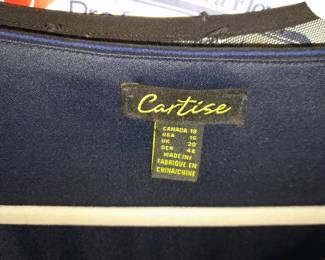 Cartise
CANADA 18
USA 16
UK 20
GER 46
MADE IN/
FABRIQUE EN
CHINA/CHINE